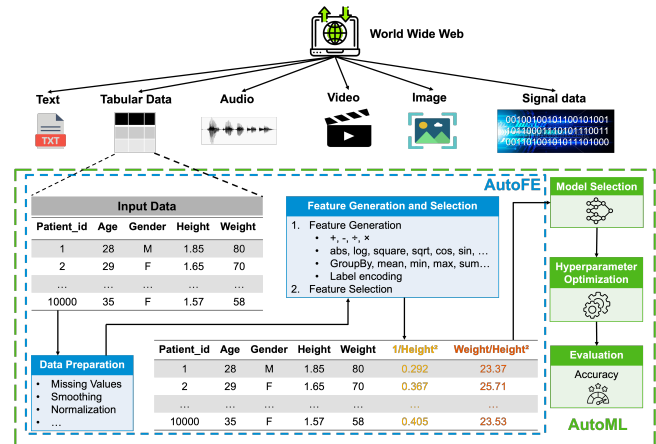 World Wide Web
Text Tabular Data Audio Video Image Signal data
TXT
00100100101100101001
10110001110101110011
00110100101011101000
AutoFE
Input Data
Patient_id Age Gender Height Weight
1 28 M 1.85 80
2 29 F 1.65 70
... ... ... ... ...
10000 35 F 1.57 58
Feature Generation and Selection
1. Feature Generation
• +, -, ÷, ×
• abs, log, square, sqrt, cos, sin, ...
• GroupBy, mean, min, max, sum...
• Label encoding
2. Feature Selection
Model Selection
Hyperparameter
Optimization
Evaluation
Accuracy
AutoML
Data Preparation
• Missing Values
• Smoothing
• Normalization
• ...
Patient_id Age Gender Height Weight 1/Height² Weight/Height²
1 28 M 1.85 80 0.292 23.37
2 29 F 1.65 70 0.367 25.71
... ... ... ... ... ... ...
10000 35 F 1.57 58 0.405 23.53